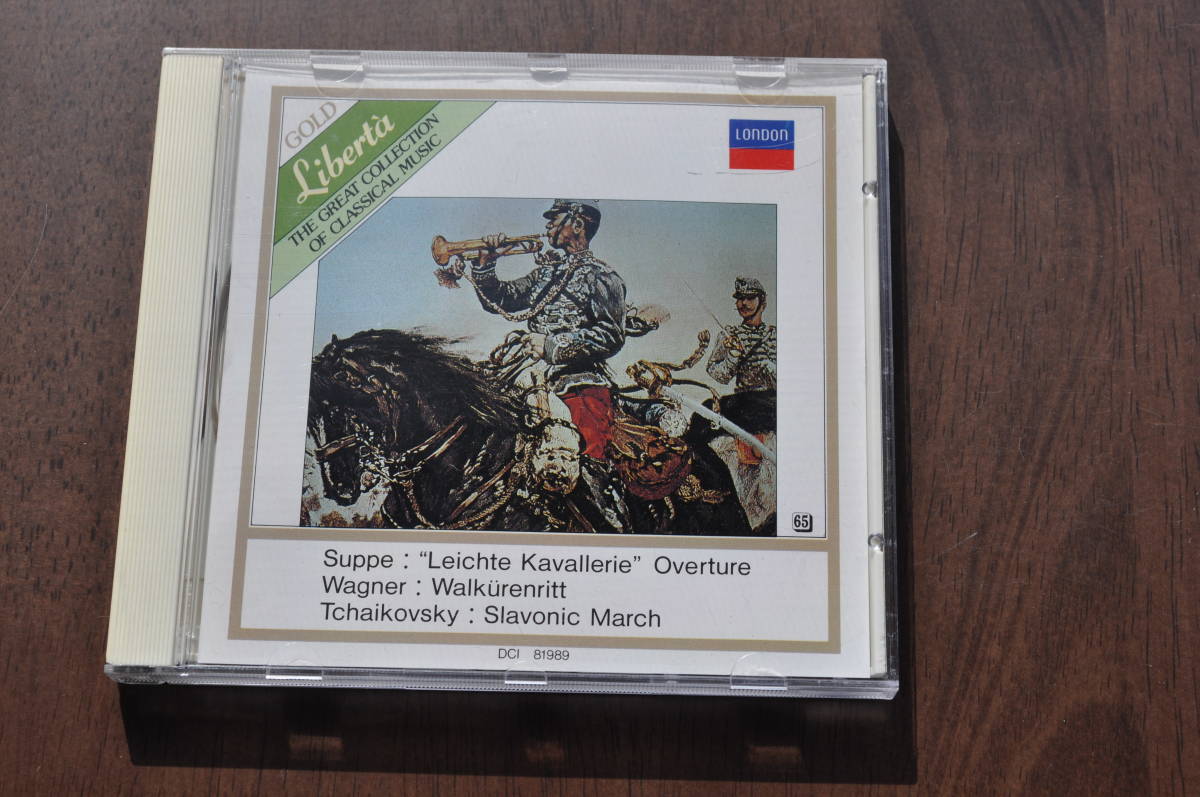 GOLD
Libertà
THE GREAT COLLECTION
OF CLASSICAL MUSIC
LONDON
65
Suppe : “Leichte Kavallerie” Overture
Wagner : Walkürenritt
Tchaikovsky : Slavonic March
DCI 81989